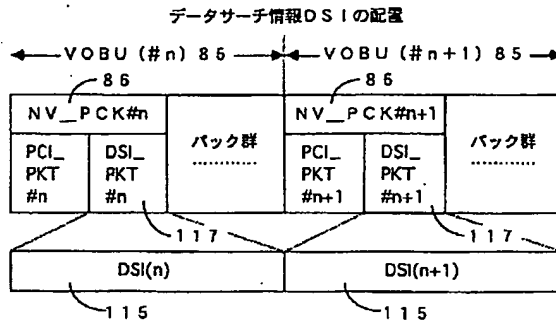 データサーチ情報DSIの配置
VOBU (#n) 86
VOBU (#n+1) 85
86
86
NV_PCK#n
パック群
…………
NV_PCK#n+1
パック群
…………
PCI_
PKT
#n
DSI_
PKT
#n
PCI_
PKT
#n+1
DSI_
PKT
#n+1
117
117
DSI(n)
DSI(n+1)
115
115